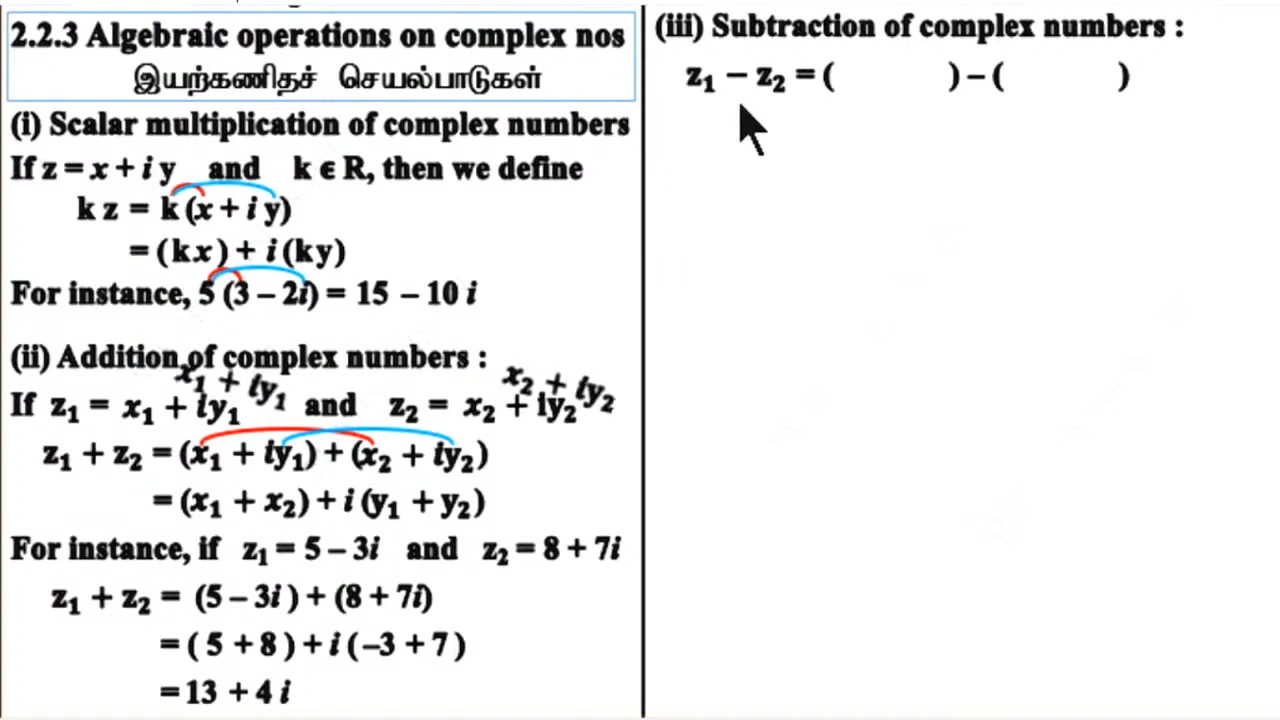 2.2.3 Algebraic operations on complex nos
இயற்கணிதச் செயல்பாடுகள்
(i) Scalar multiplication of complex numbers
If z = x + i y and k ϵ R, then we define
k z = k (x + i y)
= (kx) + i (ky)
For instance, 5 (3 – 2i) = 15 – 10 i
(ii) Addition of complex numbers :
x₁ + iy₁ x₂ + iy₂
If z₁ = x₁ + iy₁ and z₂ = x₂ + iy₂
z₁ + z₂ = (x₁ + iy₁) + (x₂ + iy₂)
= (x₁ + x₂) + i (y₁ + y₂)
For instance, if z₁ = 5 – 3i and z₂ = 8 + 7i
z₁ + z₂ = (5 – 3i ) + (8 + 7i)
= ( 5 + 8 ) + i ( –3 + 7 )
= 13 + 4 i
(iii) Subtraction of complex numbers :
z₁ – z₂ = ( ) – ( )